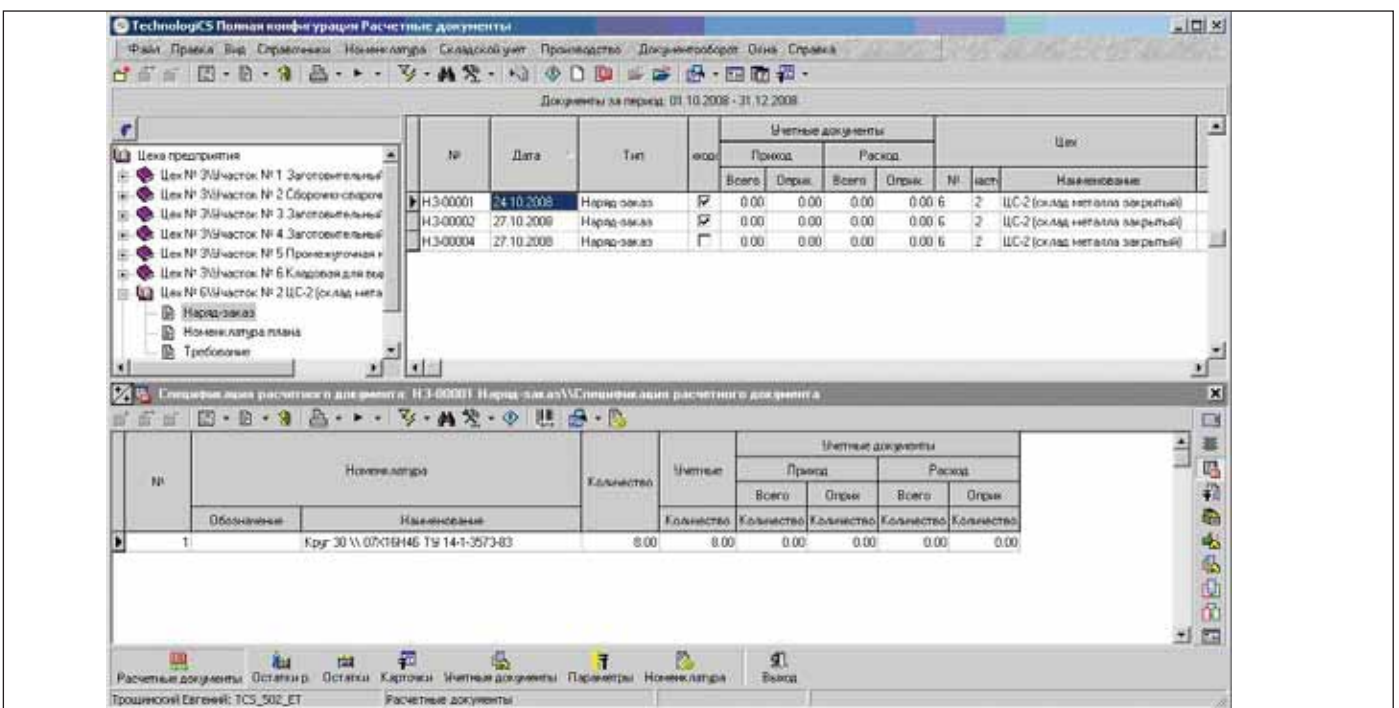 TechnologiCS Полная конфигурация Расчетные документы
Файл Правка Вид Справочники Номенклатура Складской учет Производство Документооборот Окна Справка
Документы за период: 01.10.2008 - 31.12.2008
Цеха предприятия
Цех № 3\Участок № 1 Заготовительный
Цех № 3\Участок № 2 Сборочно-свароч
Цех № 3\Участок № 3 Заготовительный
Цех № 3\Участок № 4 Заготовительный
Цех № 3\Участок № 5 Промежуточная к
Цех № 3\Участок № 6 Кладовая для выд
Цех № 6\Участок № 2 ЦС-2 (склад мета
Наряд-заказ
Номенклатура плана
Требование
Учетные документы
Цех
№ Дата Тип Приход Расход
Всего Оприх. Всего Оприх. № Наименование
НЗ-00001 24.10.2008 Наряд-заказ 0.00 0.00 0.00 0.00 6 2 ЦС-2 (склад металла закрытый)
НЗ-00002 27.10.2008 Наряд-заказ 0.00 0.00 0.00 0.00 6 2 ЦС-2 (склад металла закрытый)
НЗ-00004 27.10.2008 Наряд-заказ 0.00 0.00 0.00 0.00 6 2 ЦС-2 (склад металла закрытый)
Спецификация расчетного документа: НЗ-00001 Наряд-заказ\\Спецификация расчетного документа
Учетные документы
№ Номенклатура Количество Учетные Приход Расход
Всего Оприх Всего Оприх
Обозначение Наименование Количество Количество Количество Количество Количество
1 Круг 30 \\ 07Х16Н4Б ТУ 14-1-3573-83 8.00 8.00 0.00 0.00 0.00 0.00
Расчетные документы Остатки р. Остатки Карточки Учетные документы Параметры Номенклатура Выход
Трошинский Евгений: TCS_502_ET Расчетные документы